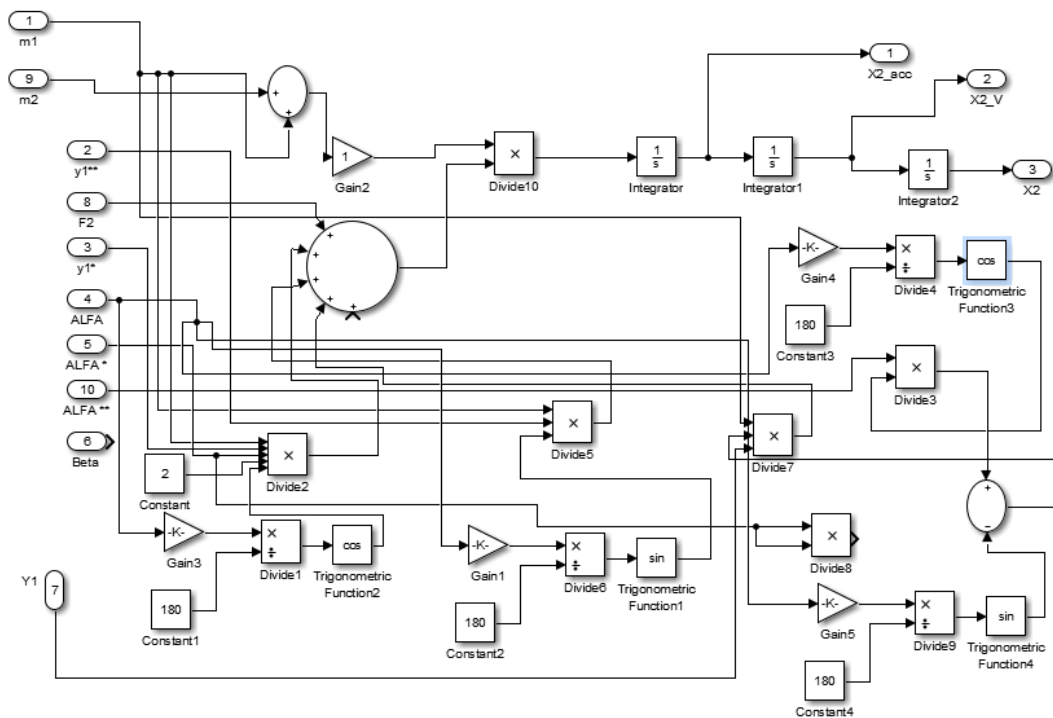 1
m1
9
m2
2
y1**
8
F2
3
y1*
4
ALFA
5
ALFA *
10
ALFA **
6
Beta
Y1
7
+
+
1
Gain2
×
Divide10
1
s
Integrator
1
s
Integrator1
1
s
Integrator2
1
X2_acc
2
X2_V
3
X2
+
+
+
+
+
-K-
Gain4
×
÷
Divide4
cos
Trigonometric
Function3
180
Constant3
×
Divide3
2
Constant
×
Divide2
×
Divide5
×
Divide7
+
−
-K-
Gain3
×
÷
Divide1
cos
Trigonometric
Function2
180
Constant1
-K-
Gain1
×
÷
Divide6
sin
Trigonometric
Function1
180
Constant2
×
Divide8
-K-
Gain5
×
÷
Divide9
sin
Trigonometric
Function4
180
Constant4